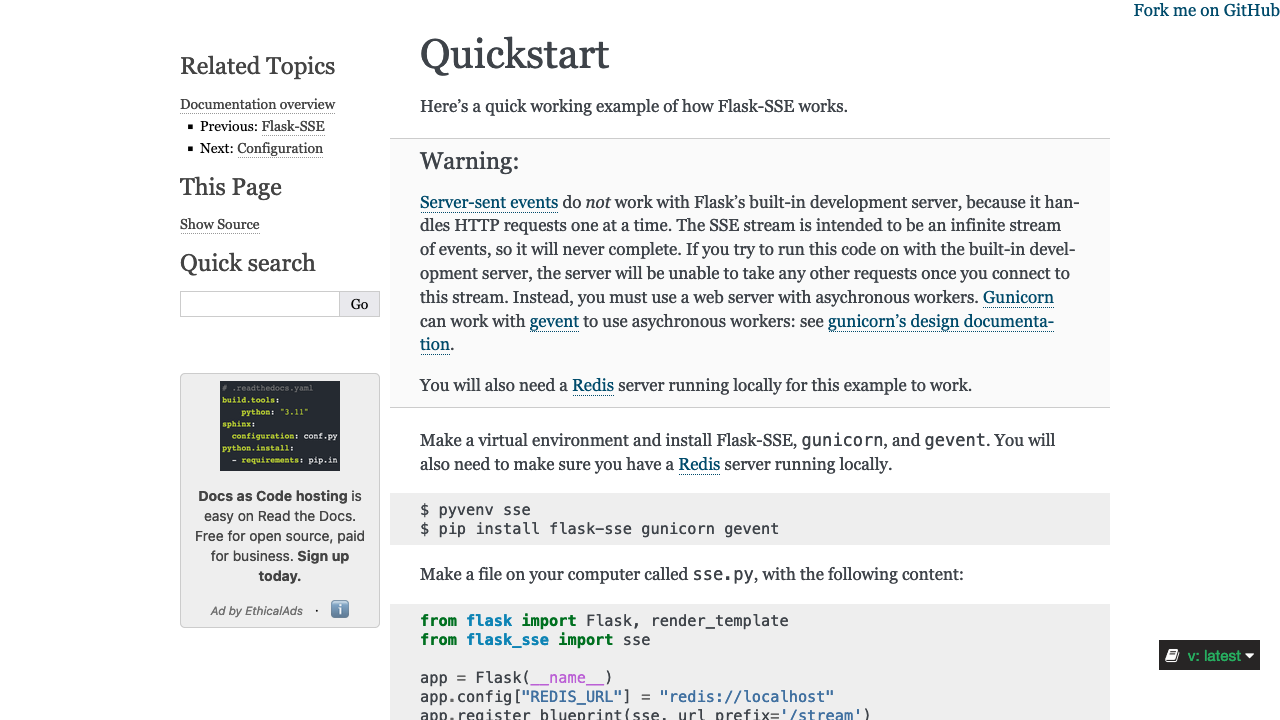 Fork me on GitHub
Related Topics
Documentation overview
▪ Previous: Flask-SSE
▪ Next: Configuration
This Page
Show Source
Quick search
Go
# .readthedocs.yaml
build.tools:
python: "3.11"
sphinx:
configuration: conf.py
python.install:
- requirements: pip.in
Docs as Code hosting is
easy on Read the Docs.
Free for open source, paid
for business. Sign up
today.
Ad by EthicalAds · ℹ️
Quickstart
Here’s a quick working example of how Flask-SSE works.
Warning:
Server-sent events do not work with Flask’s built-in development server, because it han-
dles HTTP requests one at a time. The SSE stream is intended to be an infinite stream
of events, so it will never complete. If you try to run this code on with the built-in devel-
opment server, the server will be unable to take any other requests once you connect to
this stream. Instead, you must use a web server with asychronous workers. Gunicorn
can work with gevent to use asychronous workers: see gunicorn’s design documenta-
tion.
You will also need a Redis server running locally for this example to work.
Make a virtual environment and install Flask-SSE, gunicorn, and gevent. You will
also need to make sure you have a Redis server running locally.
$ pyvenv sse
$ pip install flask-sse gunicorn gevent
Make a file on your computer called sse.py, with the following content:
from flask import Flask, render_template
from flask_sse import sse
app = Flask(__name__)
app.config["REDIS_URL"] = "redis://localhost"
app.register_blueprint(sse, url_prefix='/stream')
v: latest